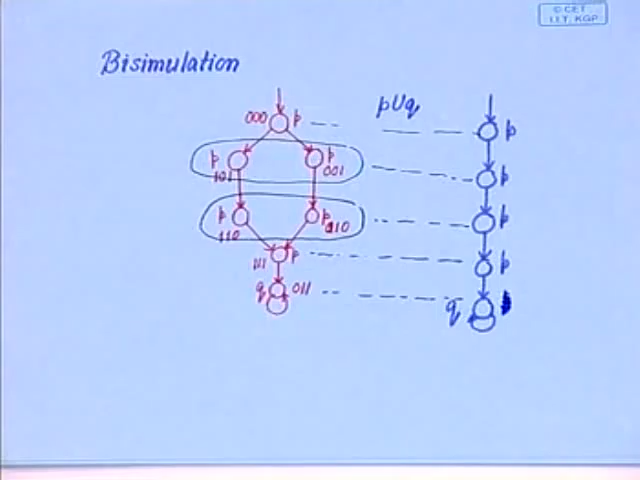 © CET
I.I.T. KGP
Bisimulation
pUq
000 p
p
p p
101 001
p
p p
110 010
p
111 p
p
q 011
q